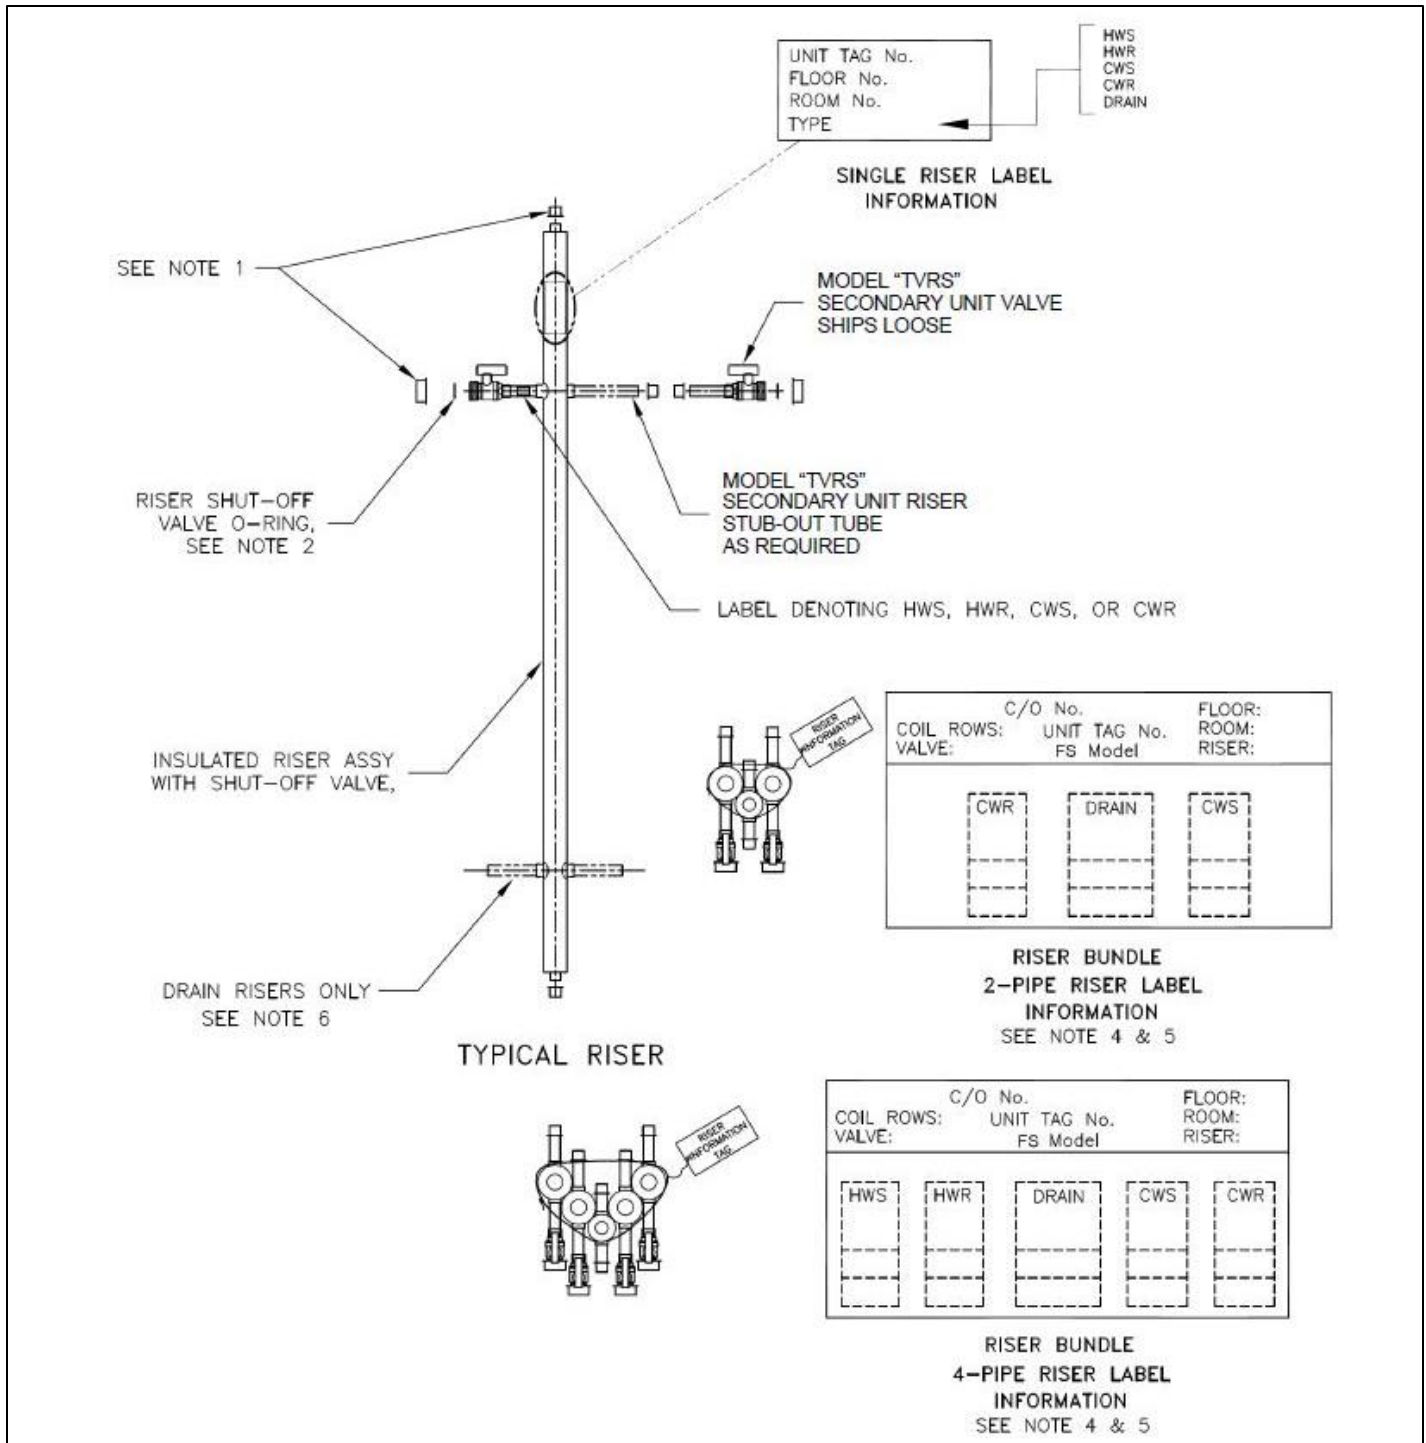 UNIT TAG No.
FLOOR No.
ROOM No.
TYPE
HWS
HWR
CWS
CWR
DRAIN
SINGLE RISER LABEL
INFORMATION
SEE NOTE 1
MODEL “TVRS”
SECONDARY UNIT VALVE
SHIPS LOOSE
RISER SHUT-OFF
VALVE O-RING,
SEE NOTE 2
MODEL “TVRS”
SECONDARY UNIT RISER
STUB-OUT TUBE
AS REQUIRED
LABEL DENOTING HWS, HWR, CWS, OR CWR
INSULATED RISER ASSY
WITH SHUT-OFF VALVE,
RISER
INFORMATION
TAG
C/O No.
COIL ROWS: UNIT TAG No.
VALVE: FS Model
FLOOR:
ROOM:
RISER:
CWR DRAIN CWS
RISER BUNDLE
2-PIPE RISER LABEL
INFORMATION
SEE NOTE 4 & 5
DRAIN RISERS ONLY
SEE NOTE 6
TYPICAL RISER
RISER
INFORMATION
TAG
C/O No.
COIL ROWS: UNIT TAG No.
VALVE: FS Model
FLOOR:
ROOM:
RISER:
HWS HWR DRAIN CWS CWR
RISER BUNDLE
4-PIPE RISER LABEL
INFORMATION
SEE NOTE 4 & 5